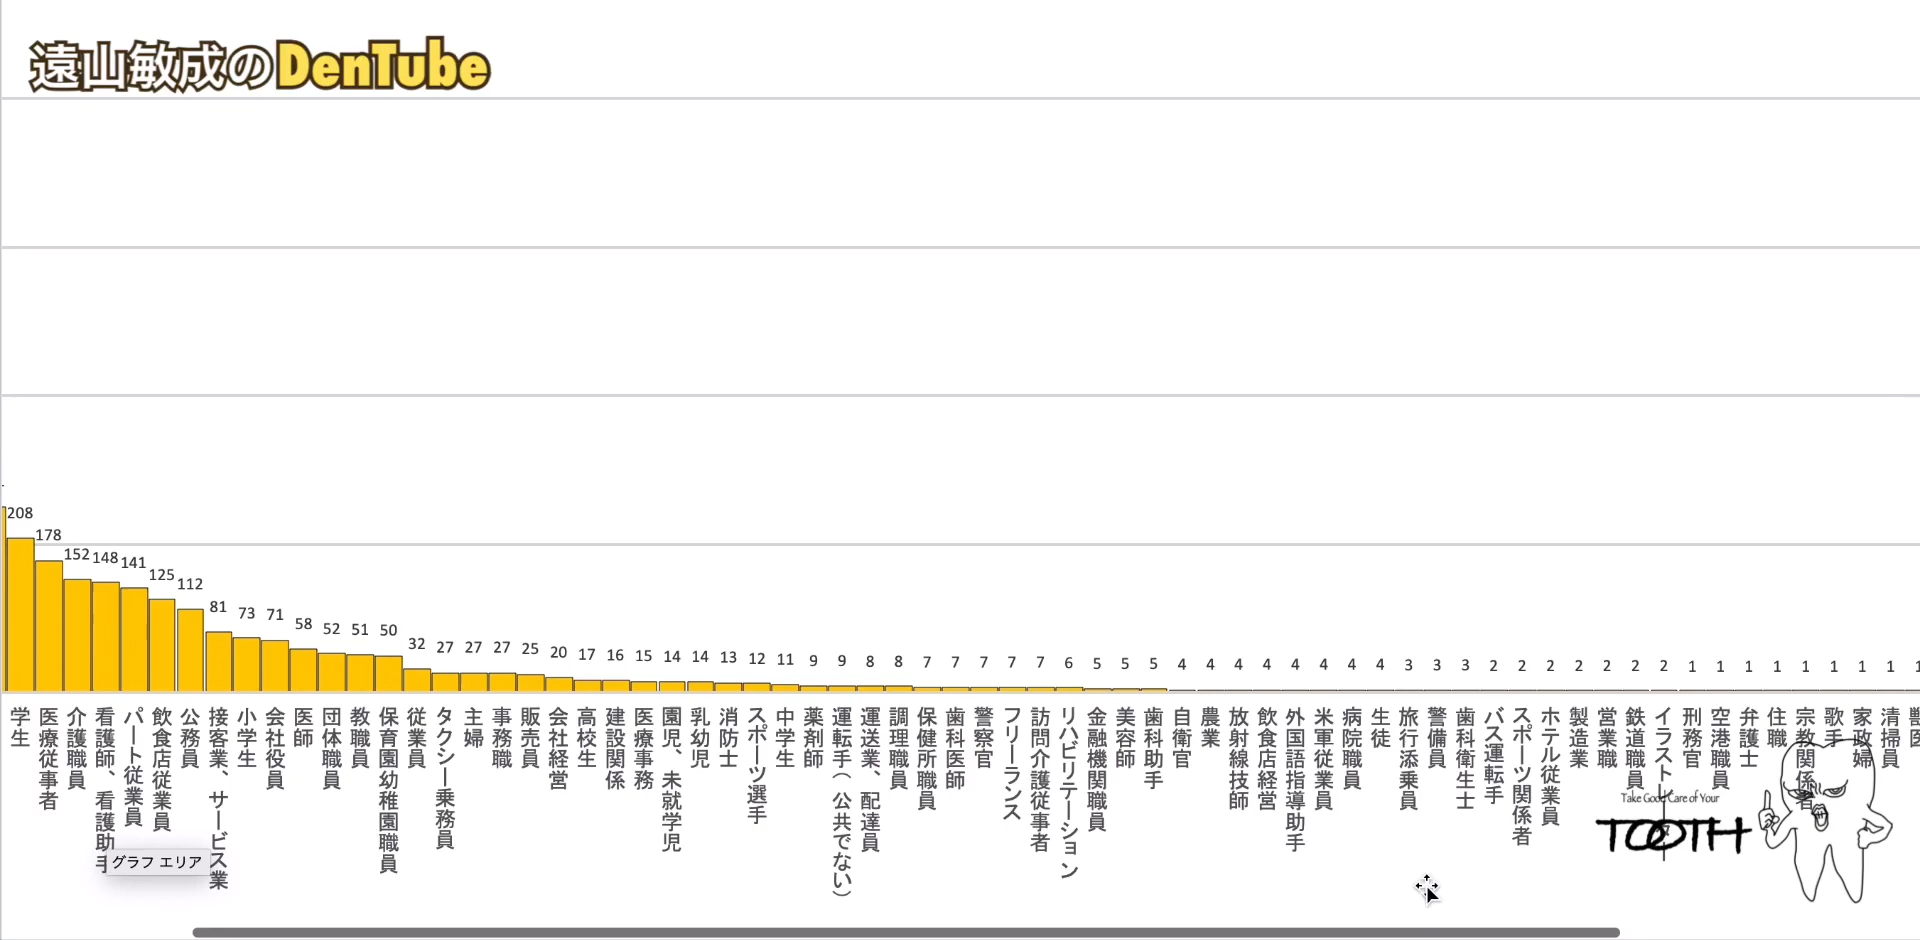 遠山敏成のDenTube
208
178
152
148
141
125
112
81
73
71
58
52
51
50
32
27
27
27
25
20
17
16
15
14
14
13
12
11
9
9
8
8
7
7
7
7
7
6
5
5
5
4
4
4
4
4
4
4
4
3
3
3
2
2
2
2
2
2
2
1
1
1
1
1
1
1
1
学生
医療従事者
介護職員
看護師、看護助手
パート従業員
飲食店従業員
公務員
接客業、サービス業
小学生
会社役員
医師
団体職員
教職員
保育園幼稚園職員
従業員
タクシー乗務員
主婦
事務職
販売員
会社経営
高校生
建設関係
医療事務
園児、未就学児
乳幼児
消防士
スポーツ選手
中学生
薬剤師
運転手（公共でない）
運送業、配達員
調理職員
保健所職員
歯科医師
警察官
フリーランス
訪問介護従事者
リハビリテーション
金融機関職員
美容師
歯科助手
自衛官
農業
放射線技師
飲食店経営
外国語指導助手
米軍従業員
病院職員
生徒
旅行添乗員
警備員
歯科衛生士
バス運転手
スポーツ関係者
ホテル従業員
製造業
営業職
鉄道職員
イラストレーター
刑務官
空港職員
弁護士
住職
宗教関係者
歌手
家政婦
清掃員
グラフ エリア
Take Good Care of Your
TOOTH